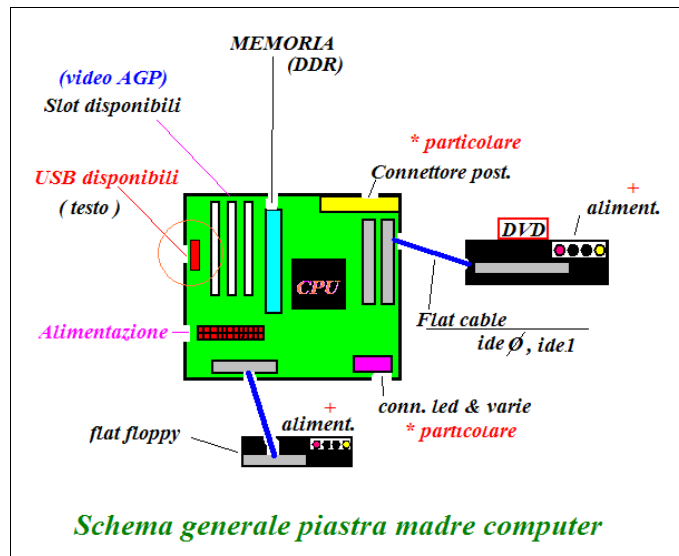 MEMORIA
(DDR)
(video AGP)
Slot disponibili
* particolare
Connettore post.
USB disponibili
( testo )
+
aliment.
DVD
CPU
Alimentazione
Flat cable
ide Ø , ide1
conn. led & varie
* particolare
+
aliment.
flat floppy
Schema generale piastra madre computer